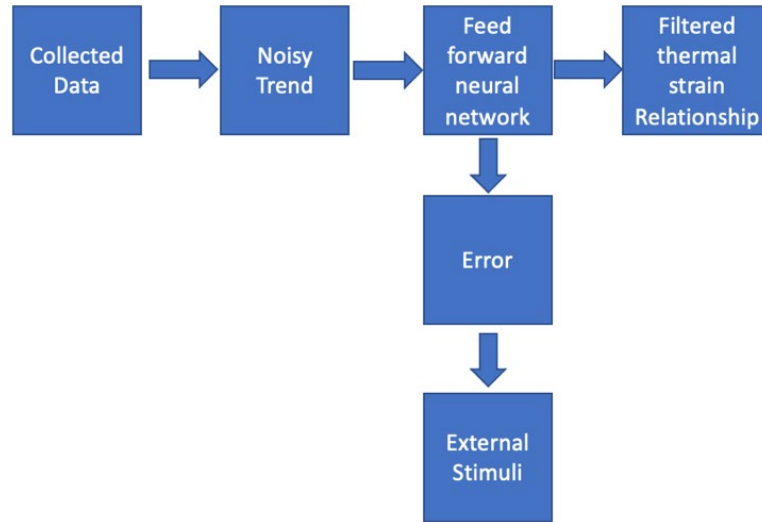 Collected
Data
Noisy
Trend
Feed
forward
neural
network
Filtered
thermal
strain
Relationship
Error
External
Stimuli